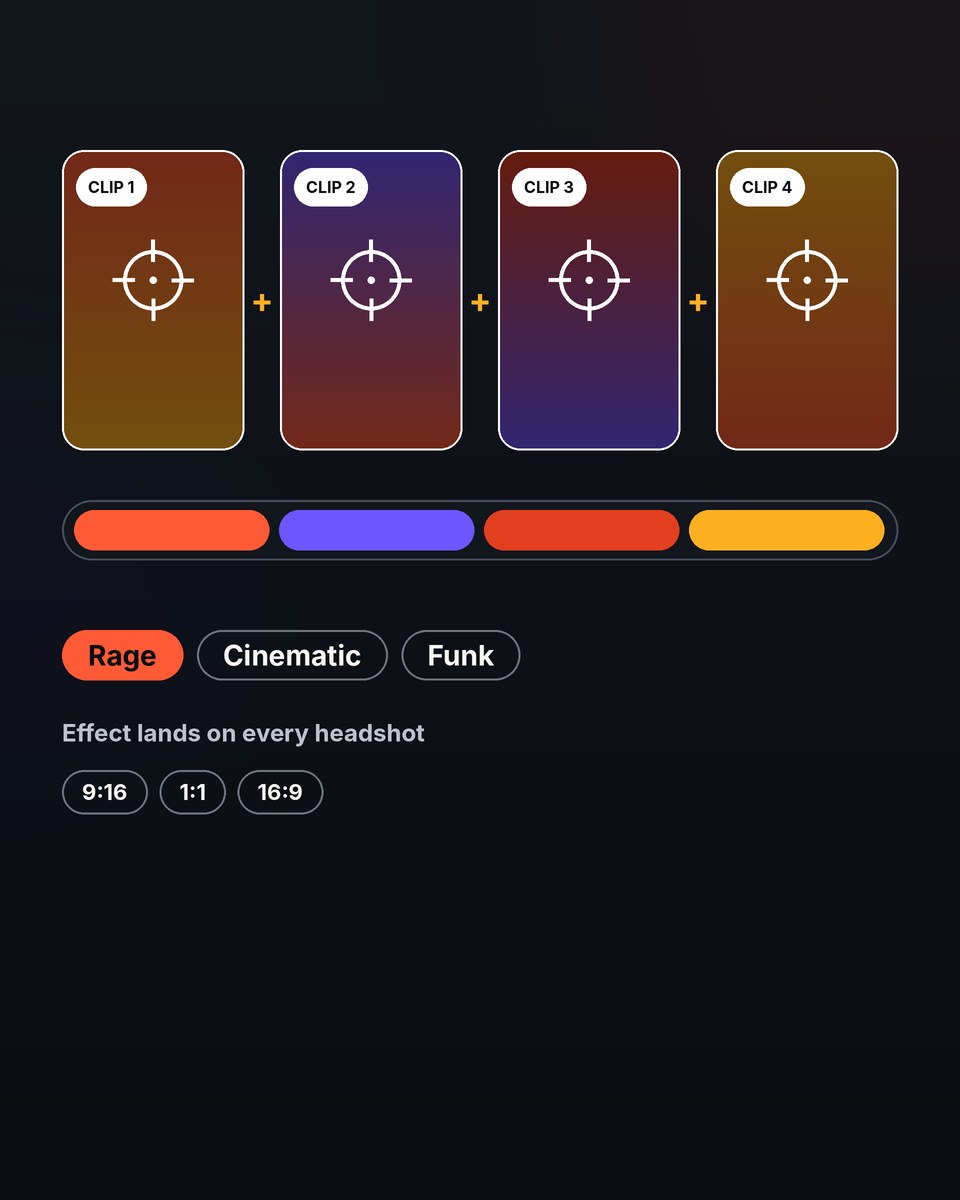 CLIP 1 CLIP 2 CLIP 3 CLIP 4
+ + +
Rage Cinematic Funk
Effect lands on every headshot
9:16 1:1 16:9